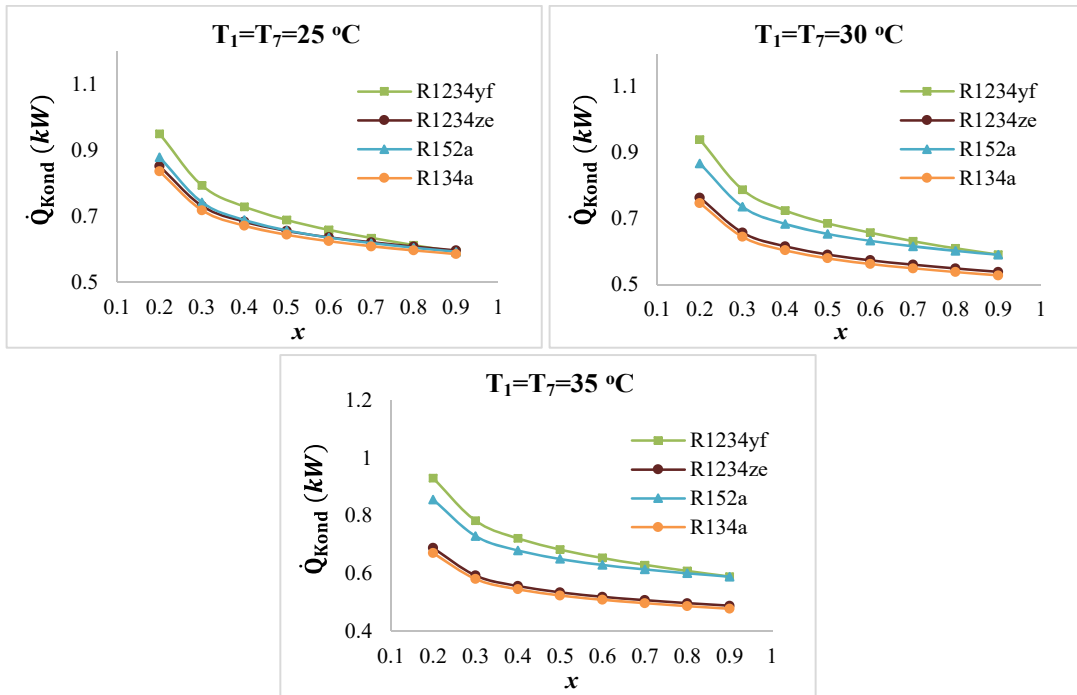 T₁=T₇=25 ᵒC
Q̇Kond (kW)
1.1
0.9
0.7
0.5
R1234yf
R1234ze
R152a
R134a
0.1 0.2 0.3 0.4 0.5 0.6 0.7 0.8 0.9 1
x
T₁=T₇=30 ᵒC
Q̇Kond (kW)
1.1
0.9
0.7
0.5
R1234yf
R1234ze
R152a
R134a
0.1 0.2 0.3 0.4 0.5 0.6 0.7 0.8 0.9 1
x
T₁=T₇=35 ᵒC
Q̇Kond (kW)
1.2
1
0.8
0.6
0.4
R1234yf
R1234ze
R152a
R134a
0.1 0.2 0.3 0.4 0.5 0.6 0.7 0.8 0.9 1
x